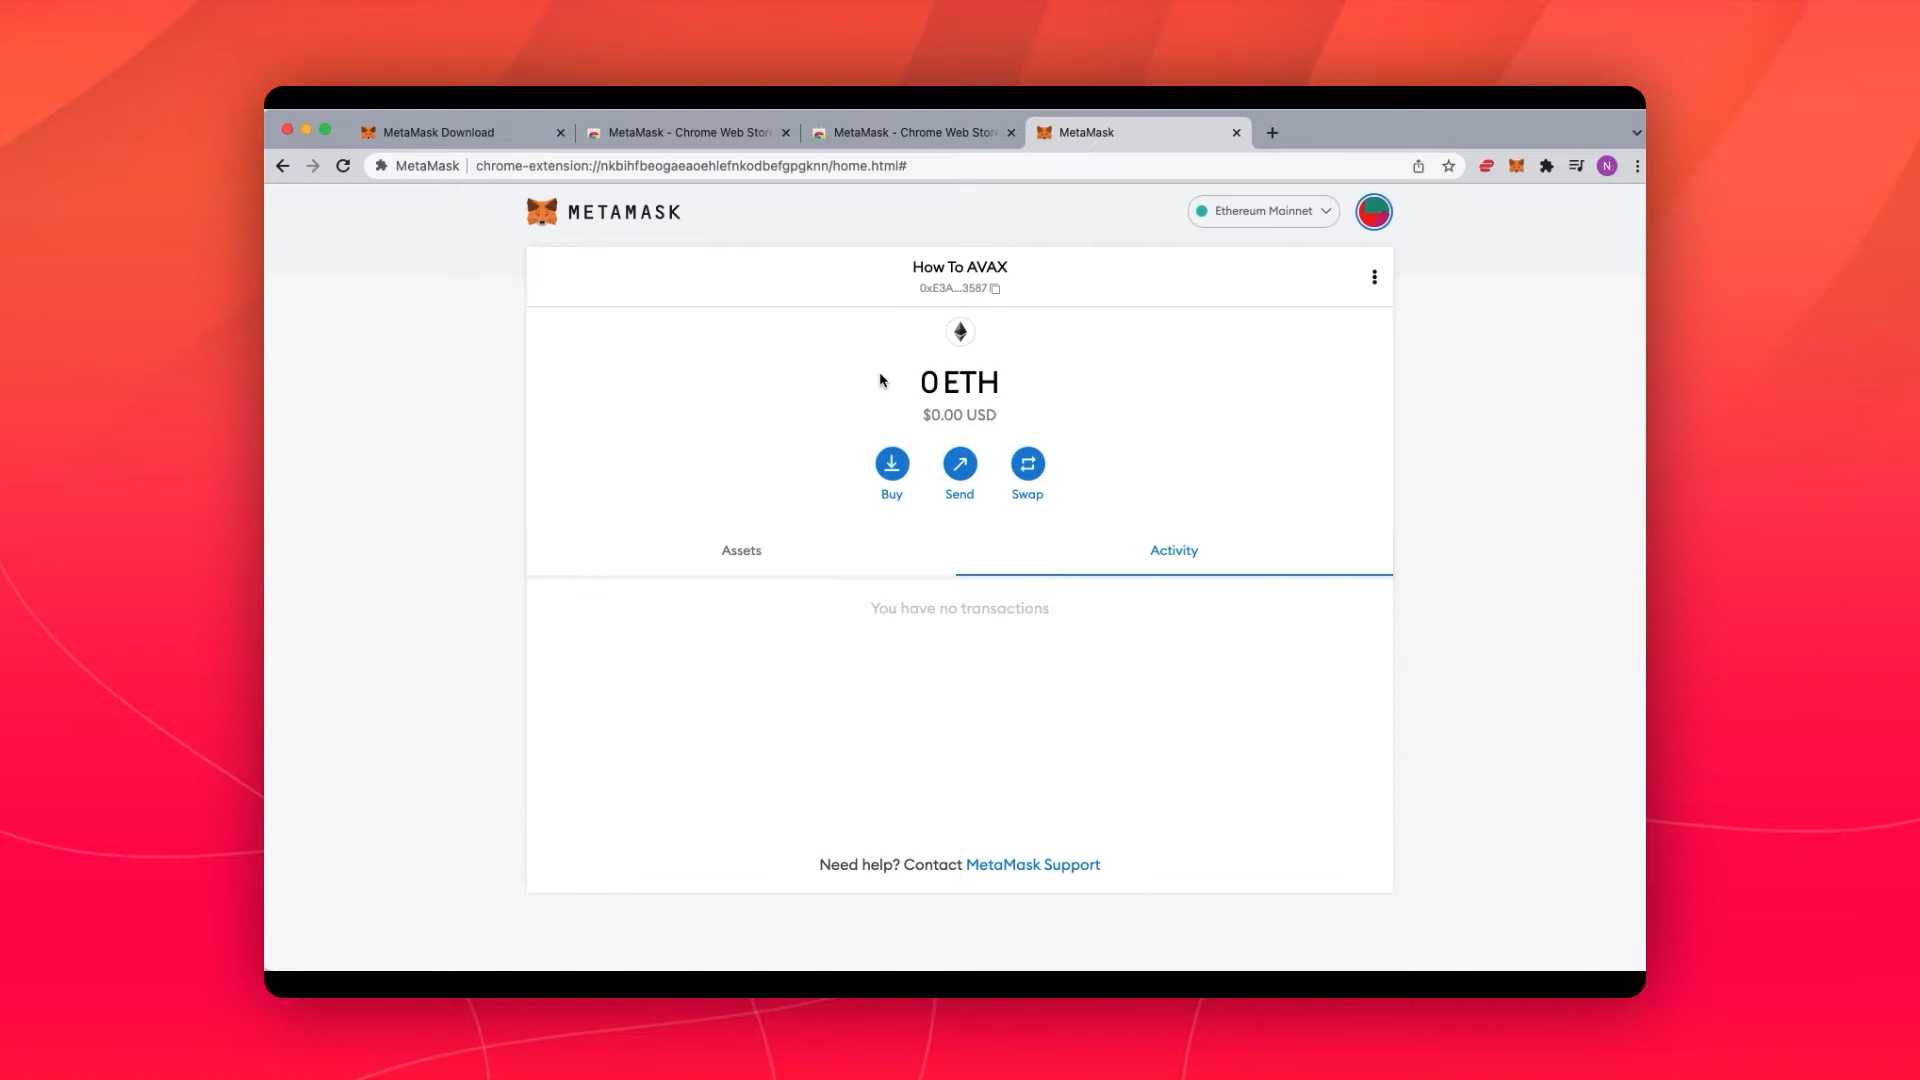 MetaMask Download
MetaMask - Chrome Web Stor
MetaMask - Chrome Web Store
MetaMask
MetaMask | chrome-extension://nkbihfbeogaeaoehlefnkodbefgpgknn/home.html#
N
METAMASK
Ethereum Mainnet
How To AVAX
0xE3A...3587
0 ETH
$0.00 USD
Buy
Send
Swap
Assets
Activity
You have no transactions
Need help? Contact MetaMask Support